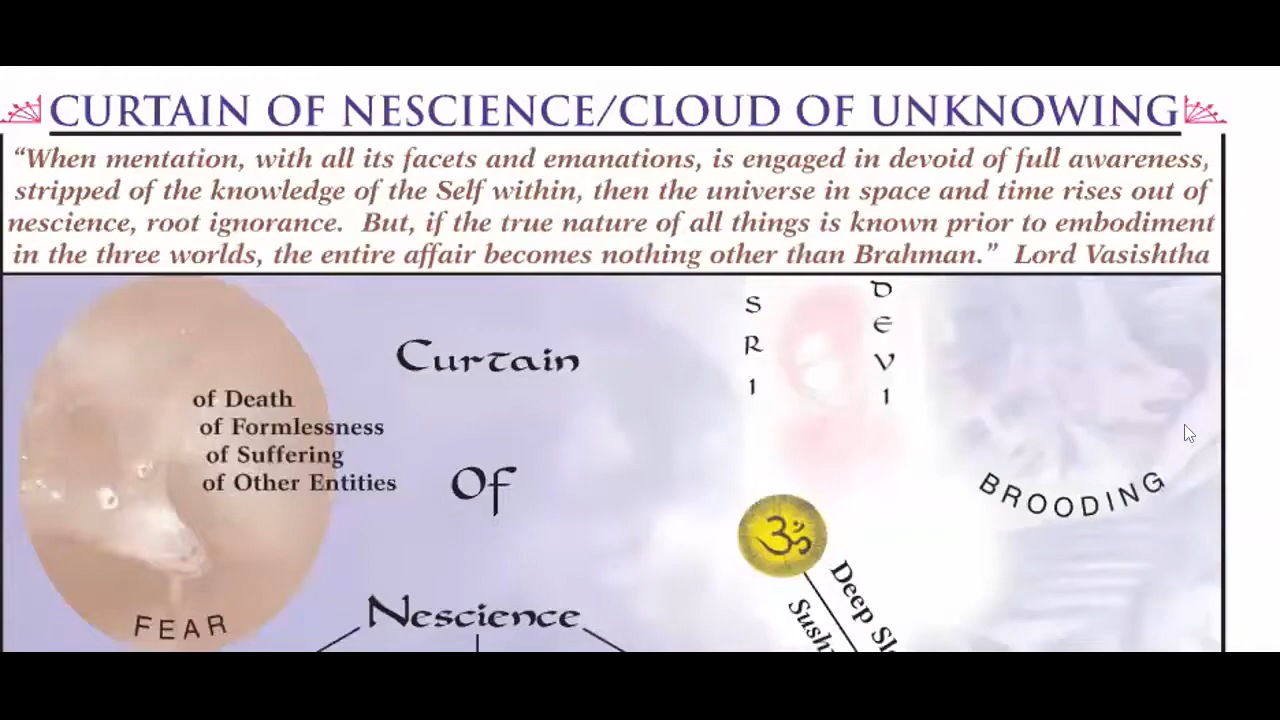 CURTAIN OF NESCIENCE/CLOUD OF UNKNOWING
“When mentation, with all its facets and emanations, is engaged in devoid of full awareness,
stripped of the knowledge of the Self within, then the universe in space and time rises out of
nescience, root ignorance. But, if the true nature of all things is known prior to embodiment
in the three worlds, the entire affair becomes nothing other than Brahman.” Lord Vasishtha
SRI
DEVI
Curtain
of Death
of Formlessness
of Suffering
of Other Entities
Of
BROODING
ॐ
Deep
Nescience
FEAR